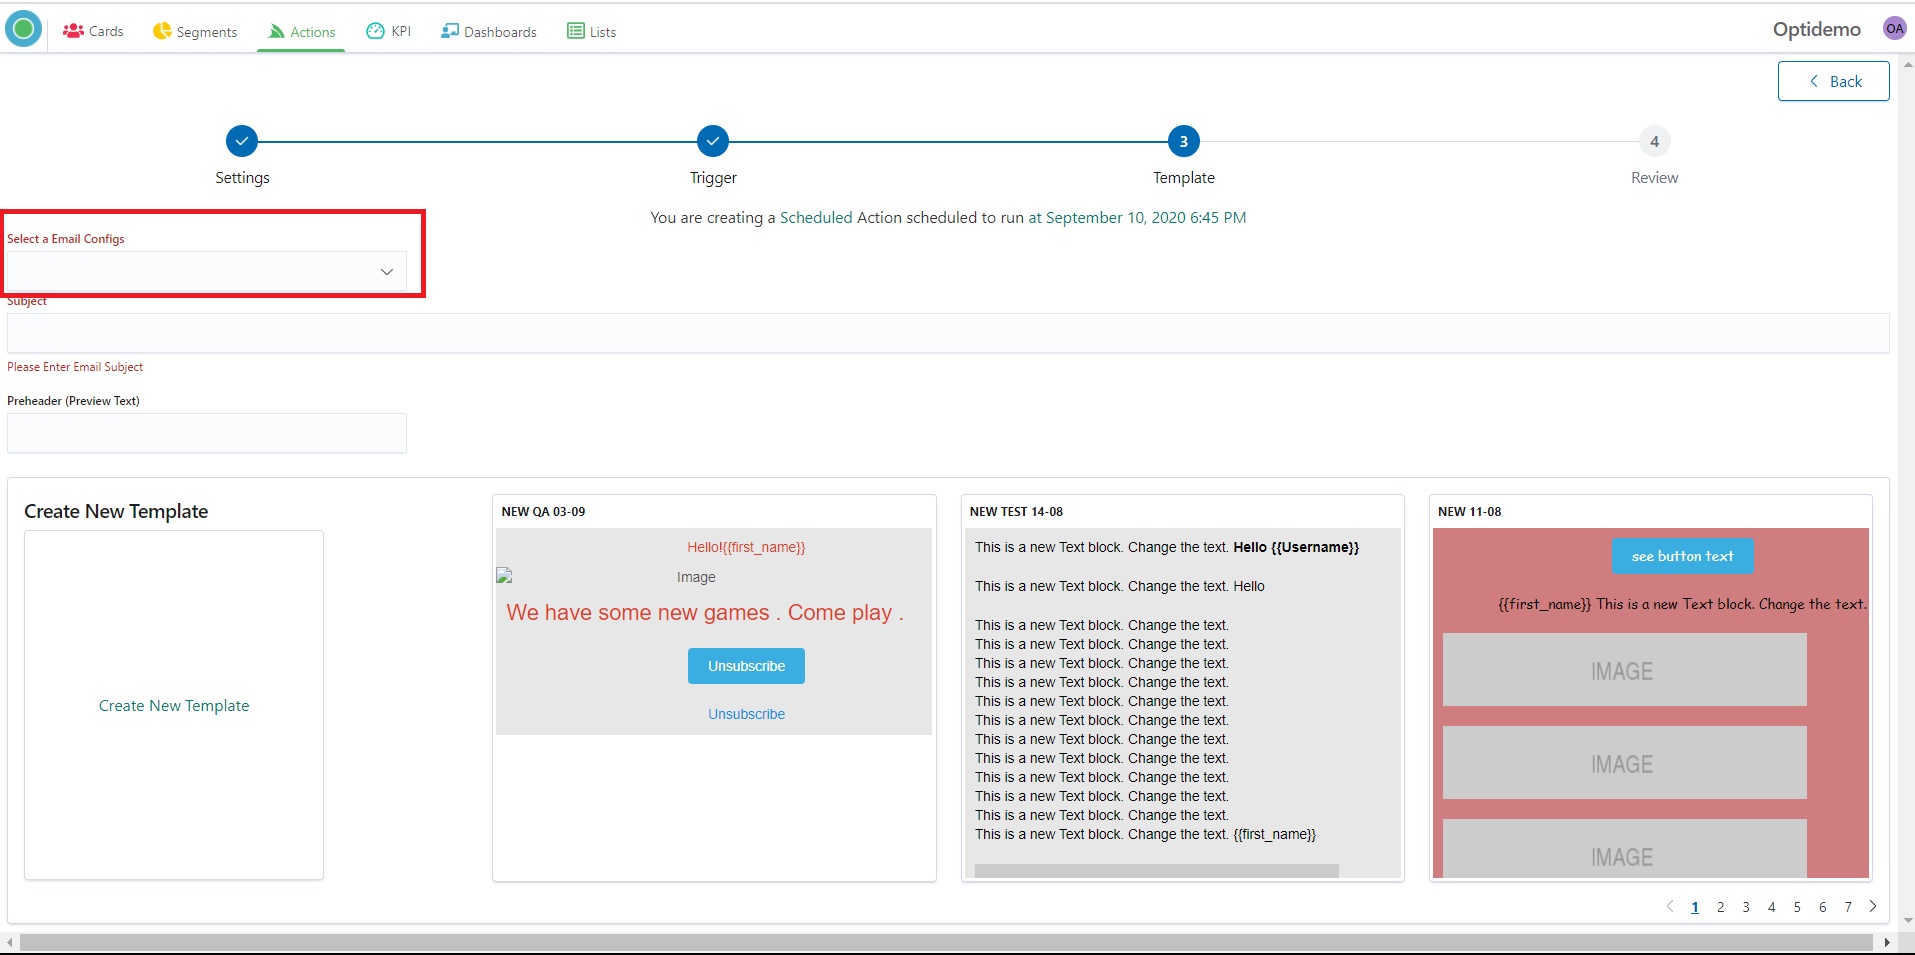 Cards Segments Actions KPI Dashboards Lists Optidemo OA
Back
3 4
Settings Trigger Template Review
You are creating a Scheduled Action scheduled to run at September 10, 2020 6:45 PM
Select a Email Configs
Subject
Please Enter Email Subject
Preheader (Preview Text)
Create New Template
Create New Template
NEW QA 03-09
Hello!{{first_name}}
Image
We have some new games . Come play .
Unsubscribe
Unsubscribe
NEW TEST 14-08
This is a new Text block. Change the text. Hello {{Username}}
This is a new Text block. Change the text. Hello
This is a new Text block. Change the text.
This is a new Text block. Change the text.
This is a new Text block. Change the text.
This is a new Text block. Change the text.
This is a new Text block. Change the text.
This is a new Text block. Change the text.
This is a new Text block. Change the text.
This is a new Text block. Change the text.
This is a new Text block. Change the text.
This is a new Text block. Change the text.
This is a new Text block. Change the text.
This is a new Text block. Change the text. {{first_name}}
NEW 11-08
see button text
{{first_name}} This is a new Text block. Change the text.
IMAGE
IMAGE
IMAGE
1 2 3 4 5 6 7